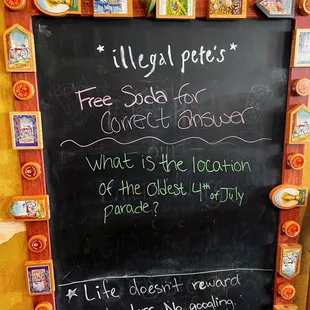 * illegal pete's *
Free Soda for
Correct answer
What is the location
of the Oldest 4th of July
parade?
* Life doesn't reward
No googling.